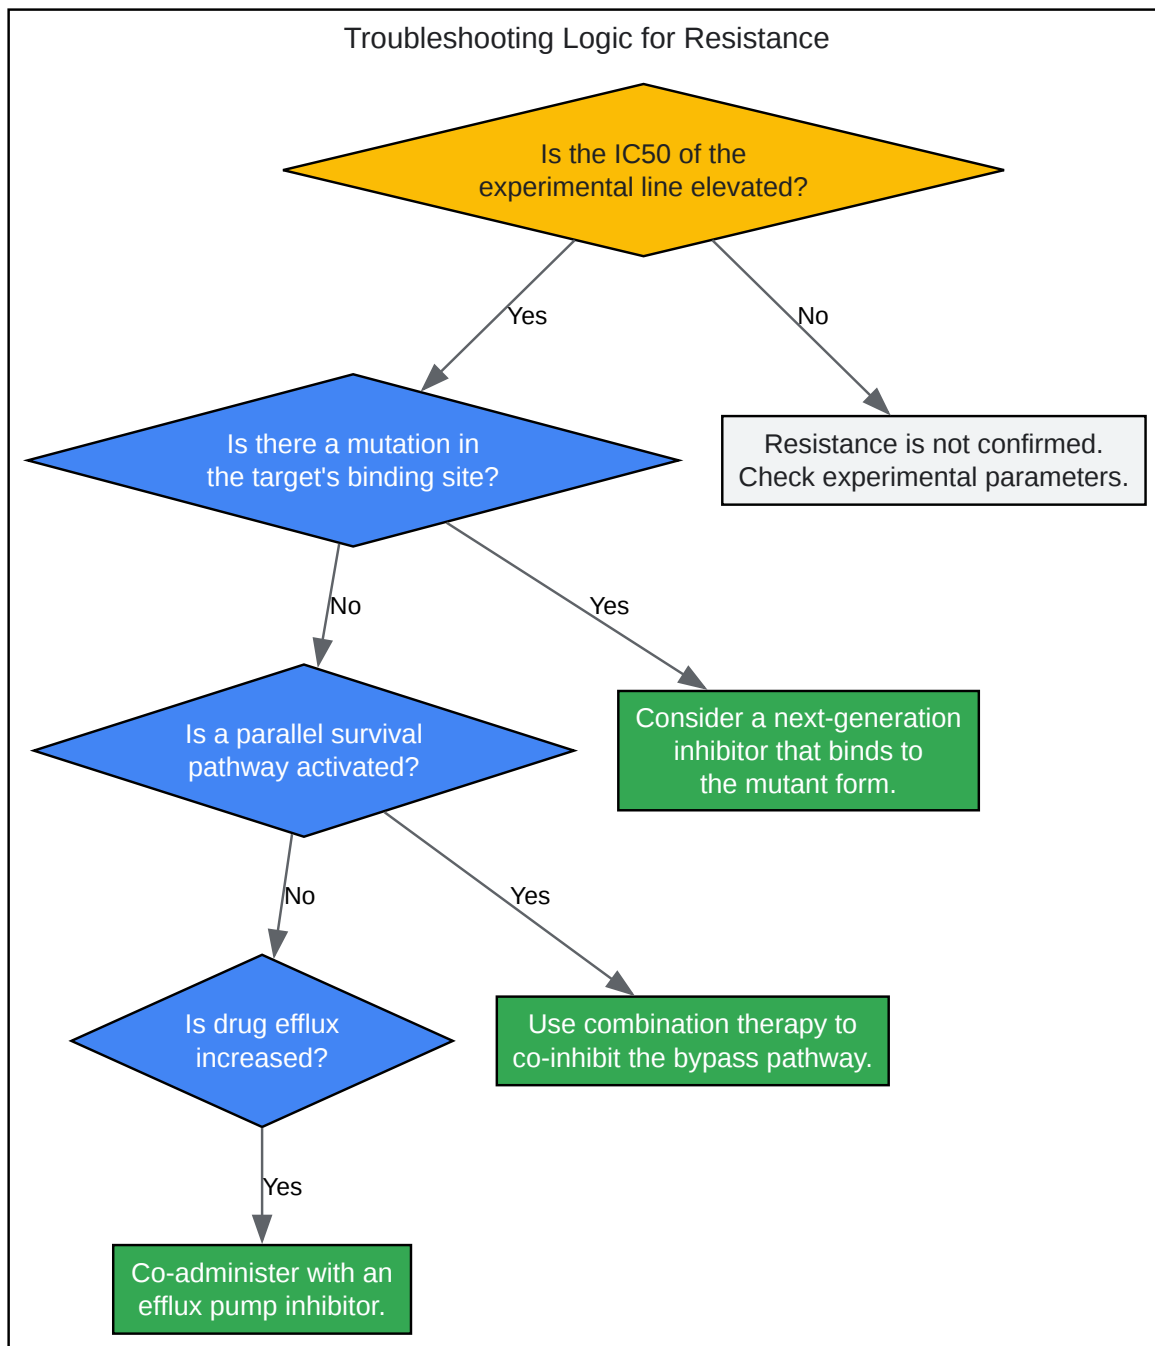 Troubleshooting Logic for Resistance
Is the IC50 of the
experimental line elevated?
Yes
No
Is there a mutation in
the target's binding site?
Resistance is not confirmed.
Check experimental parameters.
No
Yes
Is a parallel survival
pathway activated?
Consider a next-generation
inhibitor that binds to
the mutant form.
No
Yes
Is drug efflux
increased?
Use combination therapy to
co-inhibit the bypass pathway.
Yes
Co-administer with an
efflux pump inhibitor.